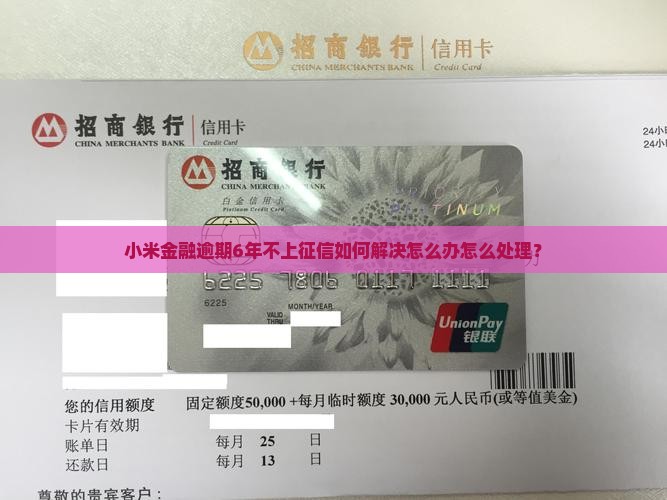 招商银行 信用卡
CHINA MERCHANTS BANK Credit Card
招商银行 信用卡
CHINA MERCHANTS BANK Credit Card
24小
24小
招商银行
CHINA MERCHANTS BANK
白金信用卡
Platinum Credit Card
PRIORITY
PLATINUM
小米金融逾期6年不上征信如何解决怎么办怎么处理?
6225
MONTH/YEAR
VALID
THRU
UnionPay
银联
您的信用额度 固定额度50,000 +每月临时额度 30,000 元人民币(或等值美金)
卡片有效期
账单日 每月 25 日
还款日 每月 13 日
尊敬的贵宾客户: